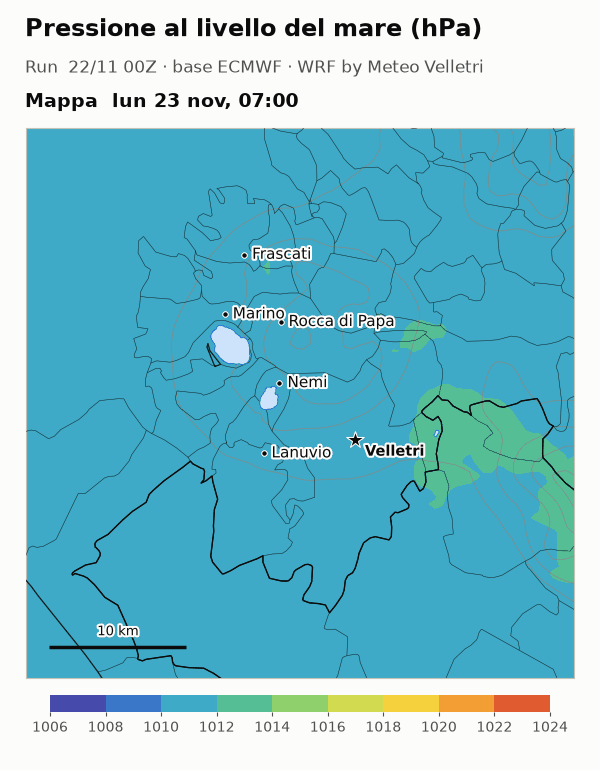 Pressione al livello del mare (hPa)
Run  22/11 00Z · base ECMWF · WRF by Meteo Velletri
Mappa  lun 23 nov, 07:00
Frascati
Marino
Rocca di Papa
Nemi
Velletri
Lanuvio
10 km
1006 1008 1010 1012 1014 1016 1018 1020 1022 1024